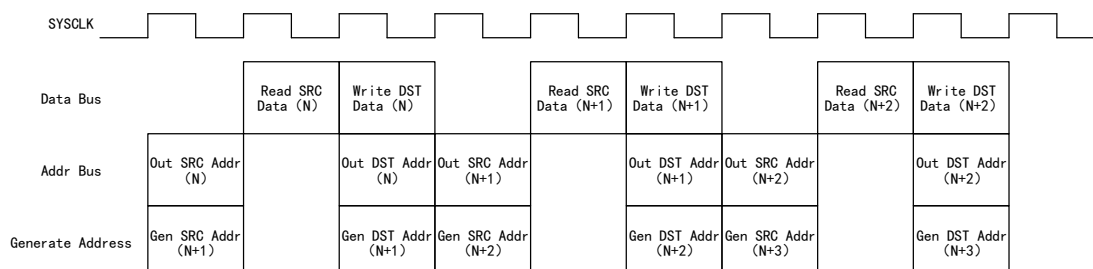 SYSCLK
Data Bus
Read SRC
Data (N)
Write DST
Data (N)
Read SRC
Data (N+1)
Write DST
Data (N+1)
Read SRC
Data (N+2)
Write DST
Data (N+2)
Addr Bus
Out SRC Addr
(N)
Out DST Addr
(N)
Out SRC Addr
(N+1)
Out DST Addr
(N+1)
Out SRC Addr
(N+2)
Out DST Addr
(N+2)
Generate Address
Gen SRC Addr
(N+1)
Gen DST Addr
(N+1)
Gen SRC Addr
(N+2)
Gen DST Addr
(N+2)
Gen SRC Addr
(N+3)
Gen DST Addr
(N+3)